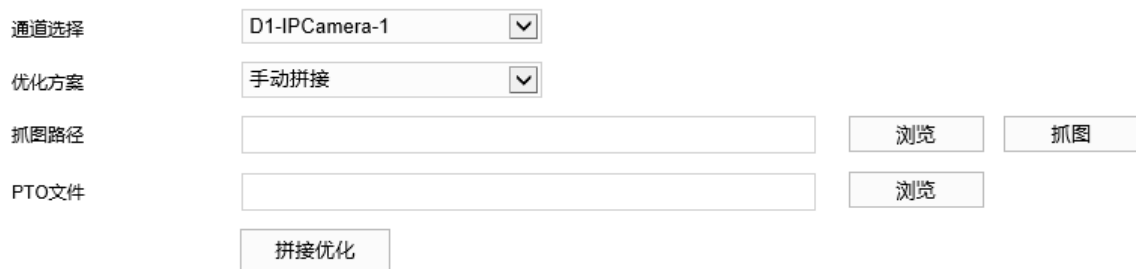 通道选择 D1-IPCamera-1
优化方案 手动拼接
抓图路径 浏览 抓图
PTO文件 浏览
拼接优化